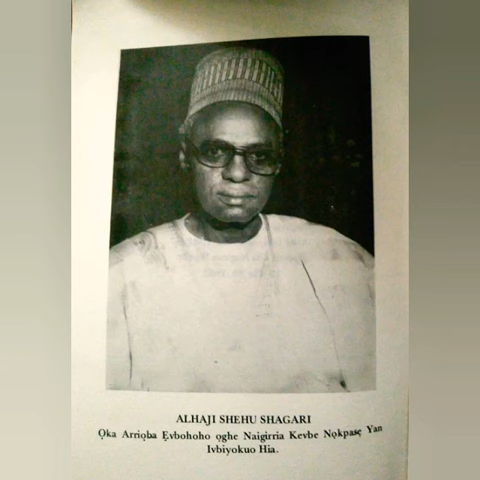 ALHAJI SHEHU SHAGARI
Ọka Arriọba Ẹvbohoho ọghe Naigirria Kevbe Nọkpasẹ Yan
Ivbiyokuo Hia.